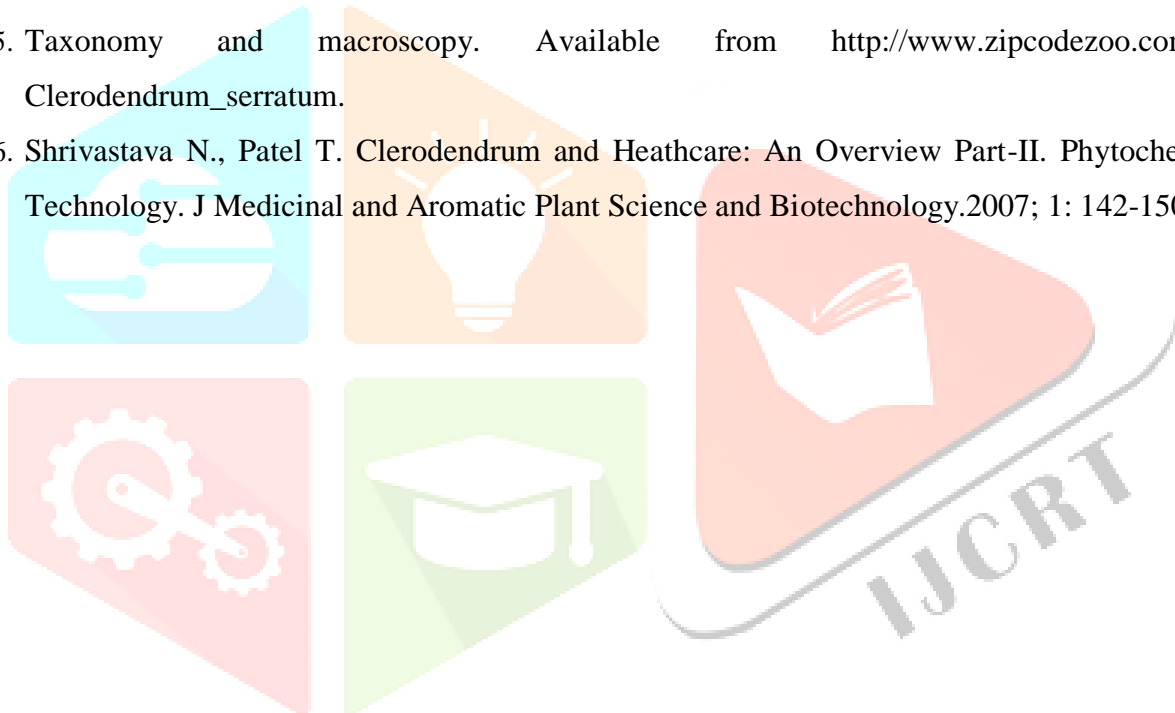 5. Taxonomy and macroscopy. Available from http://www.zipcodezoo.com
Clerodendrum_serratum.
6. Shrivastava N., Patel T. Clerodendrum and Heathcare: An Overview Part-II. Phytoche
Technology. J Medicinal and Aromatic Plant Science and Biotechnology.2007; 1: 142-150
IJCRT